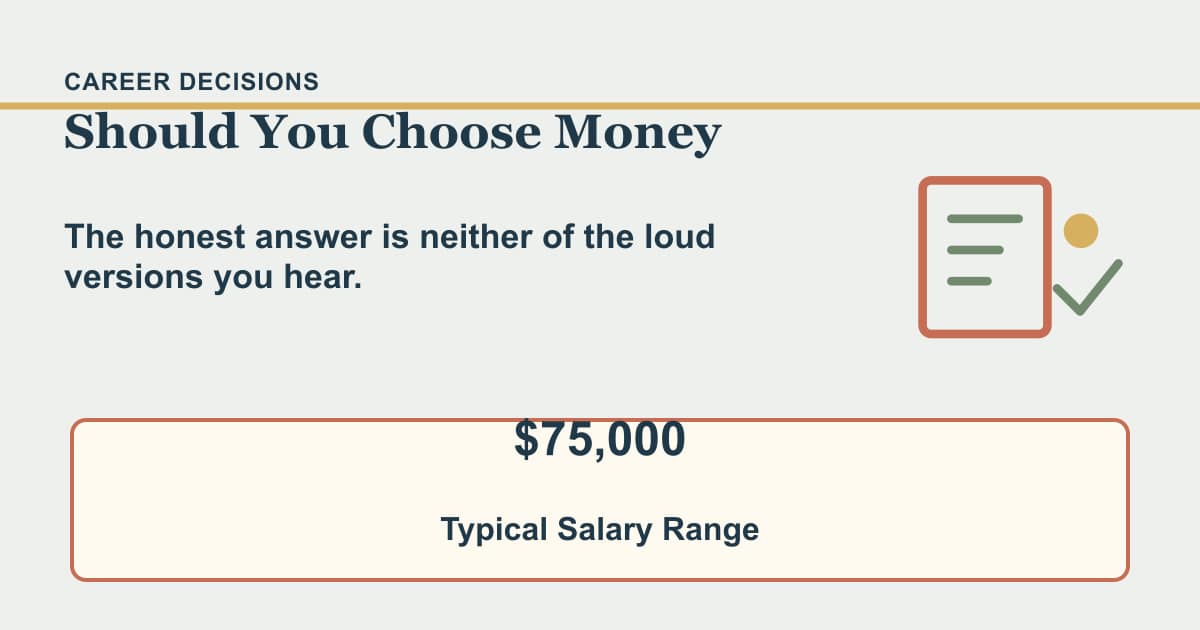 CAREER DECISIONS
Should You Choose Money
The honest answer is neither of the loud
versions you hear.
$75,000
Typical Salary Range